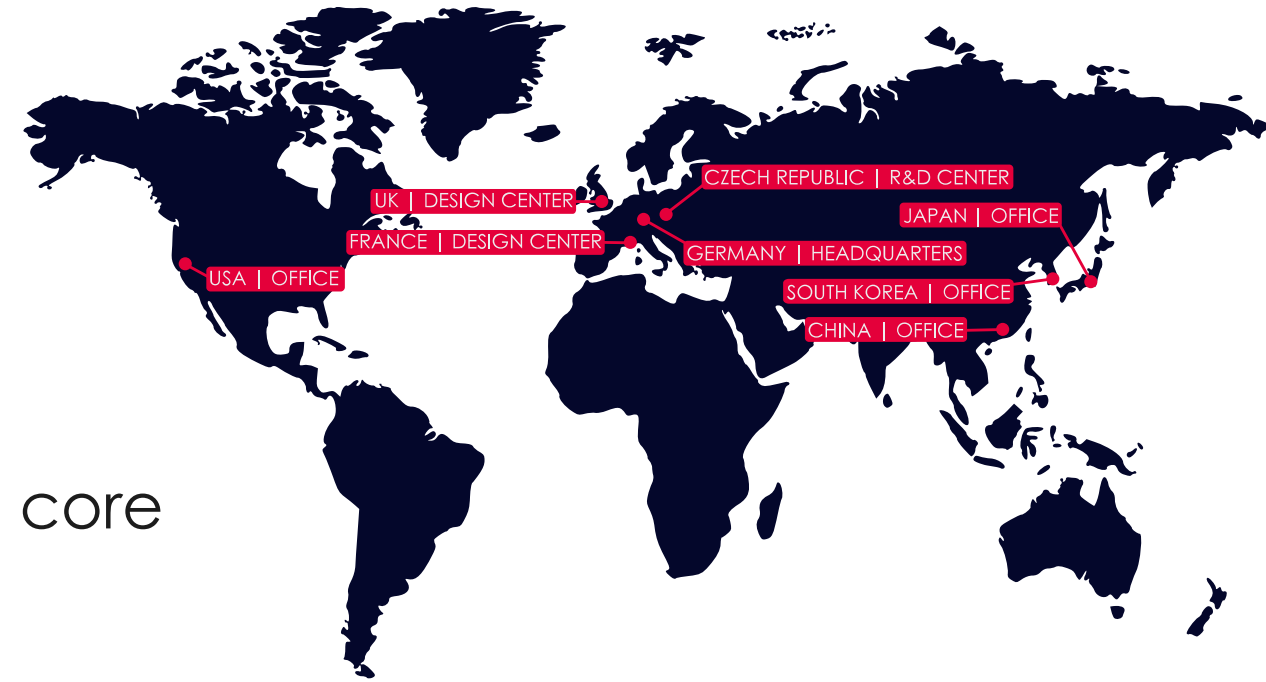 CZECH REPUBLIC | R&D CENTER
UK | DESIGN CENTER
JAPAN | OFFICE
FRANCE | DESIGN CENTER
GERMANY | HEADQUARTERS
USA | OFFICE
SOUTH KOREA | OFFICE
CHINA | OFFICE
core